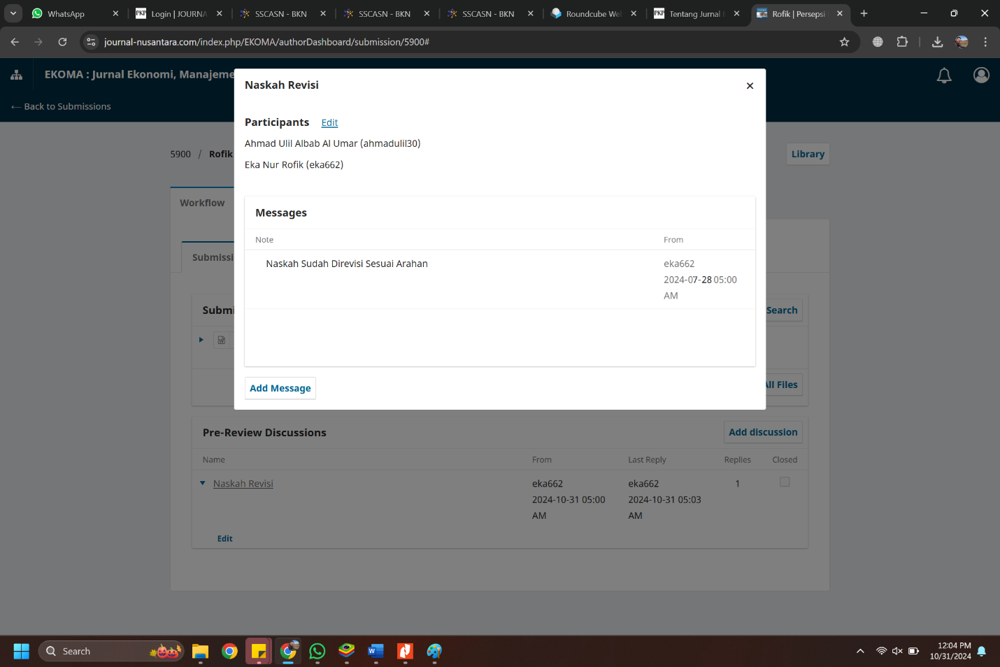 WhatsApp
PKP Login | JOURNA
SSCASN - BKN
SSCASN - BKN
SSCASN - BKN
Roundcube We
PKP Tentang Jurnal
Rofik | Persepsi
journal-nusantara.com/index.php/EKOMA/authorDashboard/submission/5900#
EKOMA : Jurnal Ekonomi, Manajeme
← Back to Submissions
Naskah Revisi
Participants Edit
Ahmad Ulil Albab Al Umar (ahmadulil30)
Eka Nur Rofik (eka662)
5900 / Rofik
Library
Workflow
Messages
Note From
Submissi
Naskah Sudah Direvisi Sesuai Arahan eka662
2024-07-28 05:00
AM
Submi
Search
Add Message
All Files
Pre-Review Discussions
Add discussion
Name From Last Reply Replies Closed
Naskah Revisi eka662 eka662 1
2024-10-31 05:00 2024-10-31 05:03
AM AM
Edit
Search
12:04 PM
10/31/2024